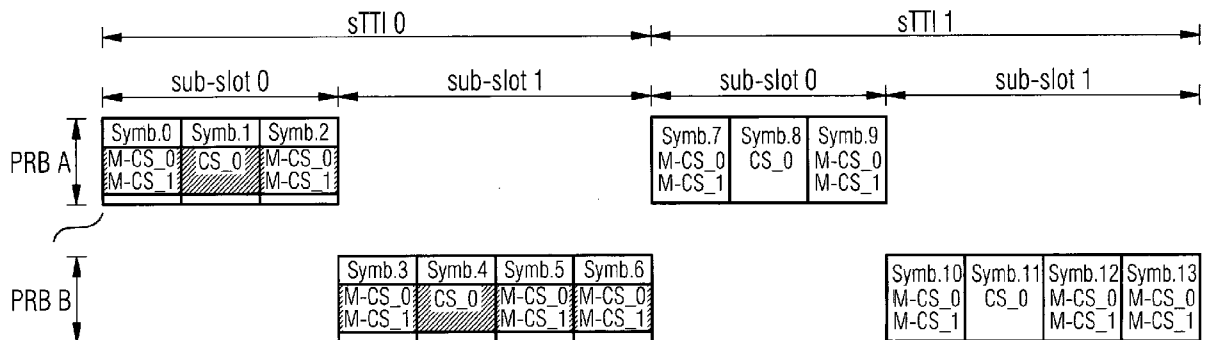 sTTI 0 sTTI 1
sub-slot 0 sub-slot 1 sub-slot 0 sub-slot 1
PRB A
Symb.0 Symb.1 Symb.2
M-CS_0 CS_0 M-CS_0
M-CS_1 M-CS_1
Symb.7 Symb.8 Symb.9
M-CS_0 CS_0 M-CS_0
M-CS_1 M-CS_1
PRB B
Symb.3 Symb.4 Symb.5 Symb.6
M-CS_0 CS_0 M-CS_0 M-CS_0
M-CS_1 M-CS_1 M-CS_1
Symb.10 Symb.11 Symb.12 Symb.13
M-CS_0 CS_0 M-CS_0 M-CS_0
M-CS_1 M-CS_1 M-CS_1